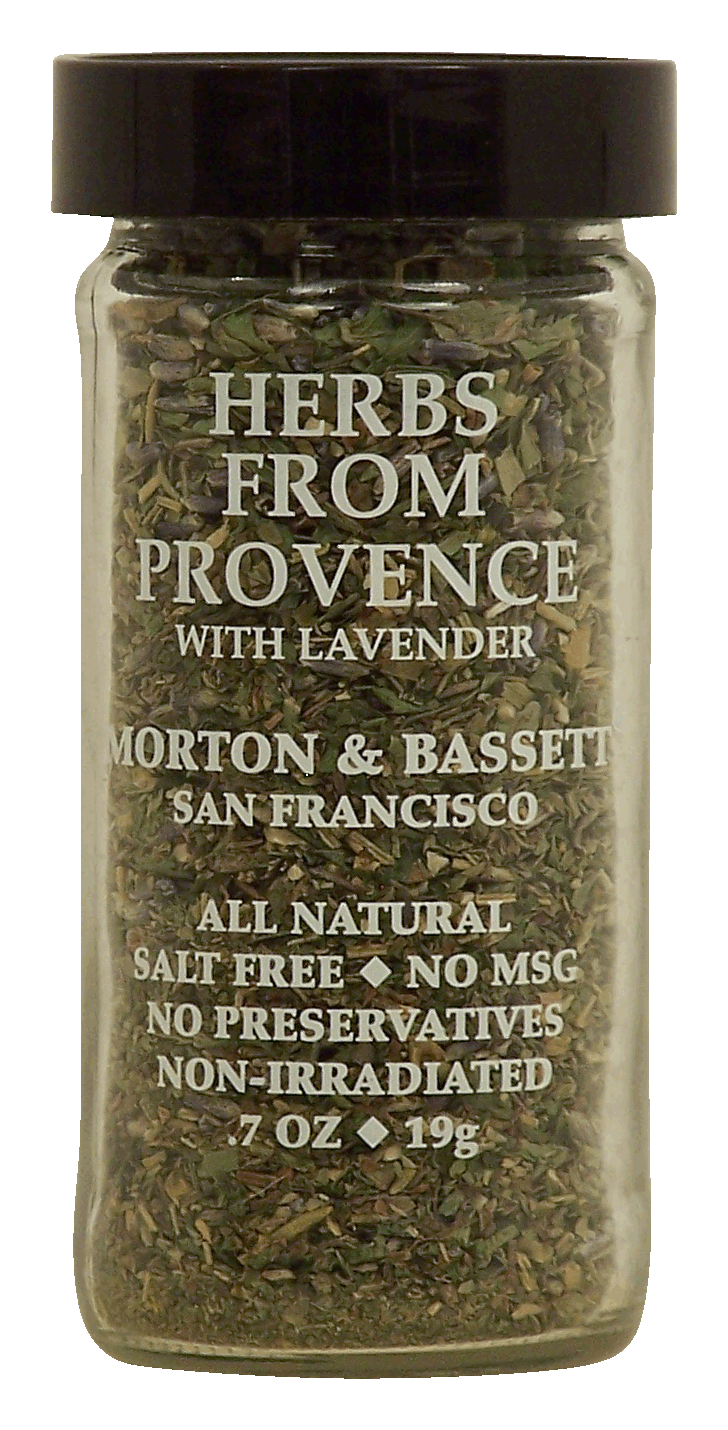 HERBS
FROM
PROVENCE
WITH LAVENDER
MORTON & BASSETT
SAN FRANCISCO
ALL NATURAL
SALT FREE ◆ NO MSG
NO PRESERVATIVES
NON-IRRADIATED
.7 OZ ◆ 19g